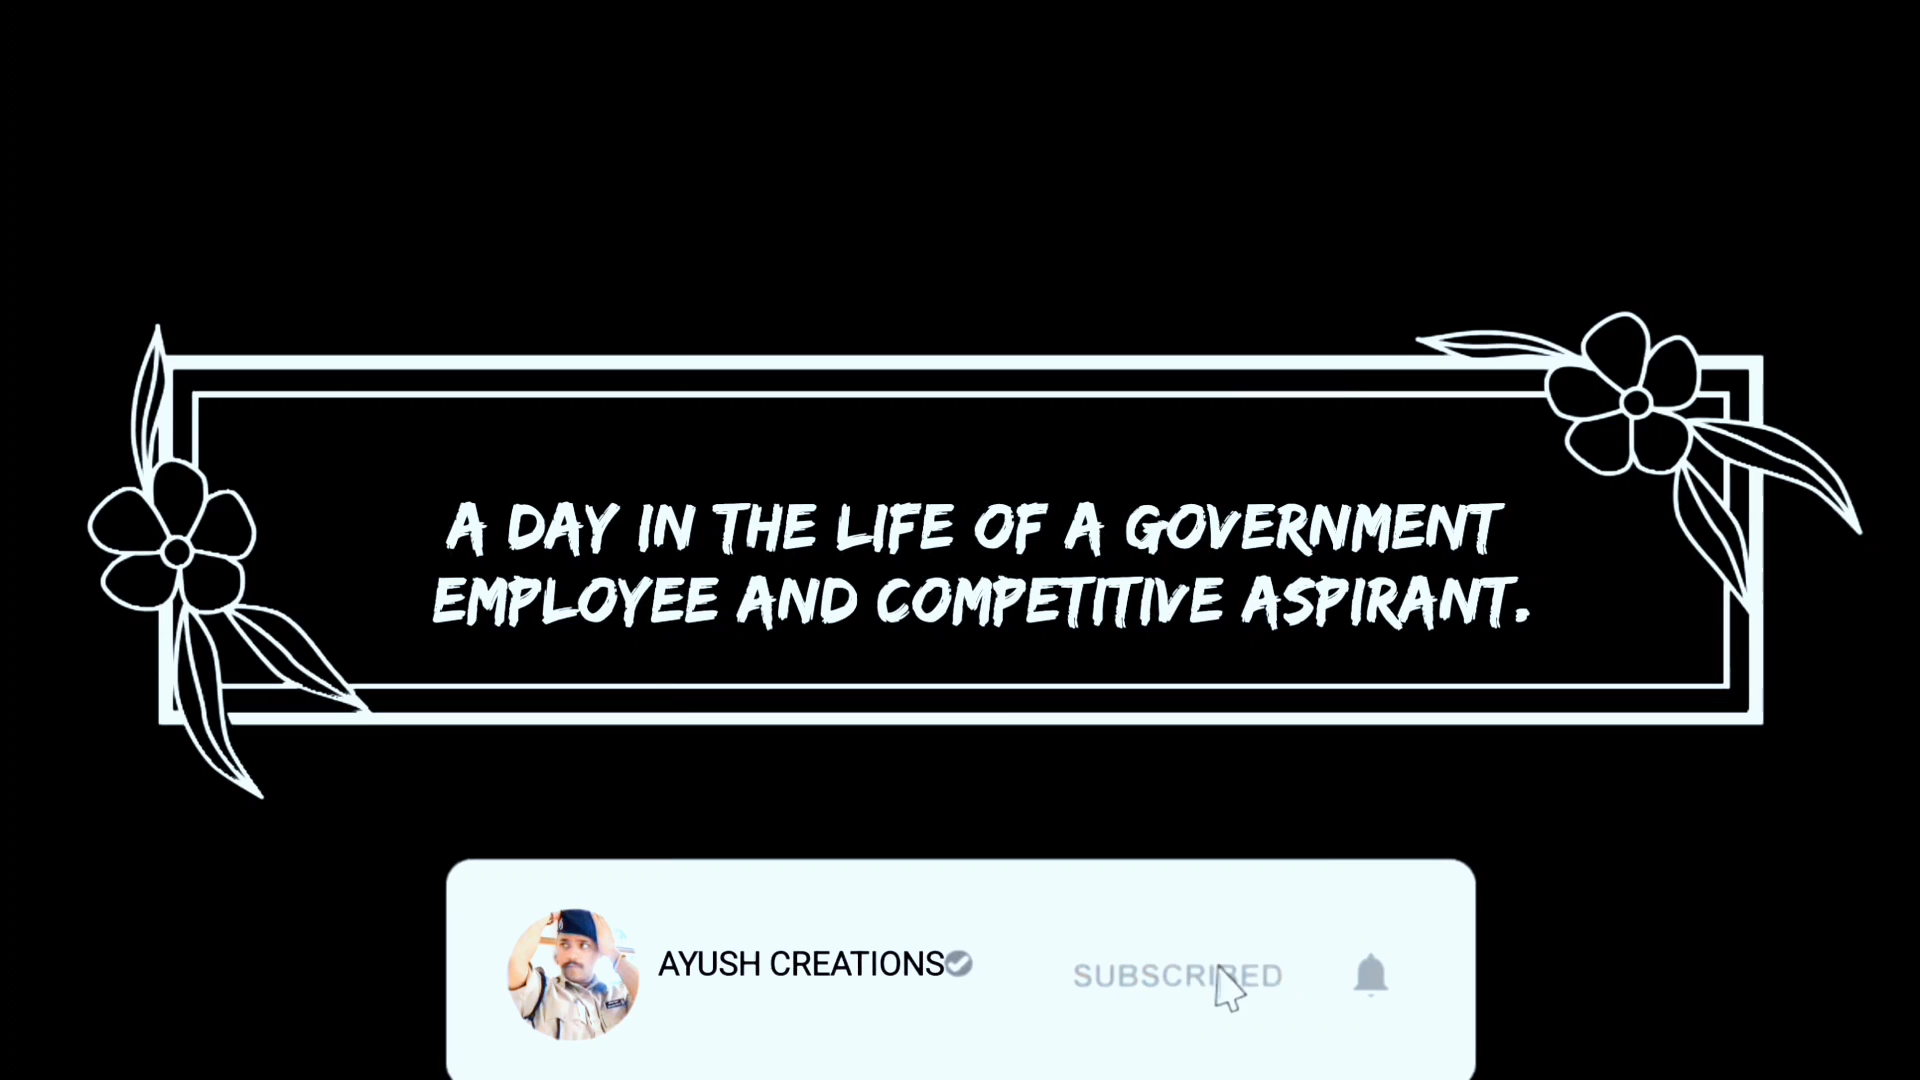 A DAY IN THE LIFE OF A GOVERNMENT
EMPLOYEE AND COMPETITIVE ASPIRANT.
AYUSH CREATIONS
SUBSCRIBED